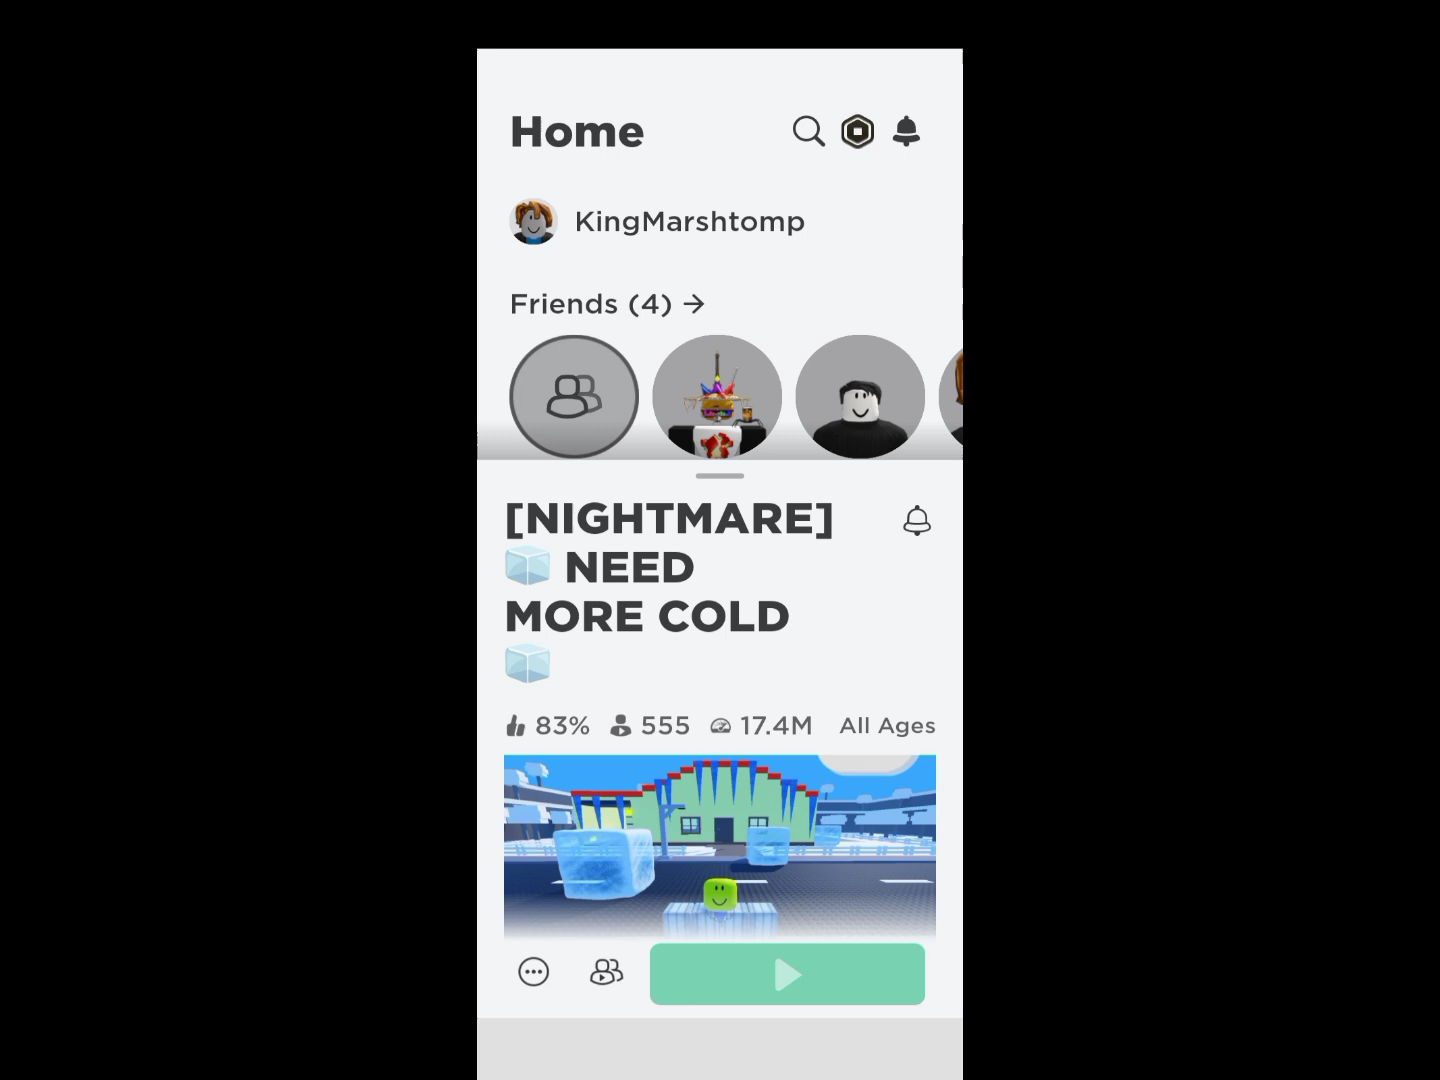 Home
KingMarshtomp
Friends (4) →
[NIGHTMARE]
🧊 NEED
MORE COLD
🧊
83% 555 17.4M All Ages